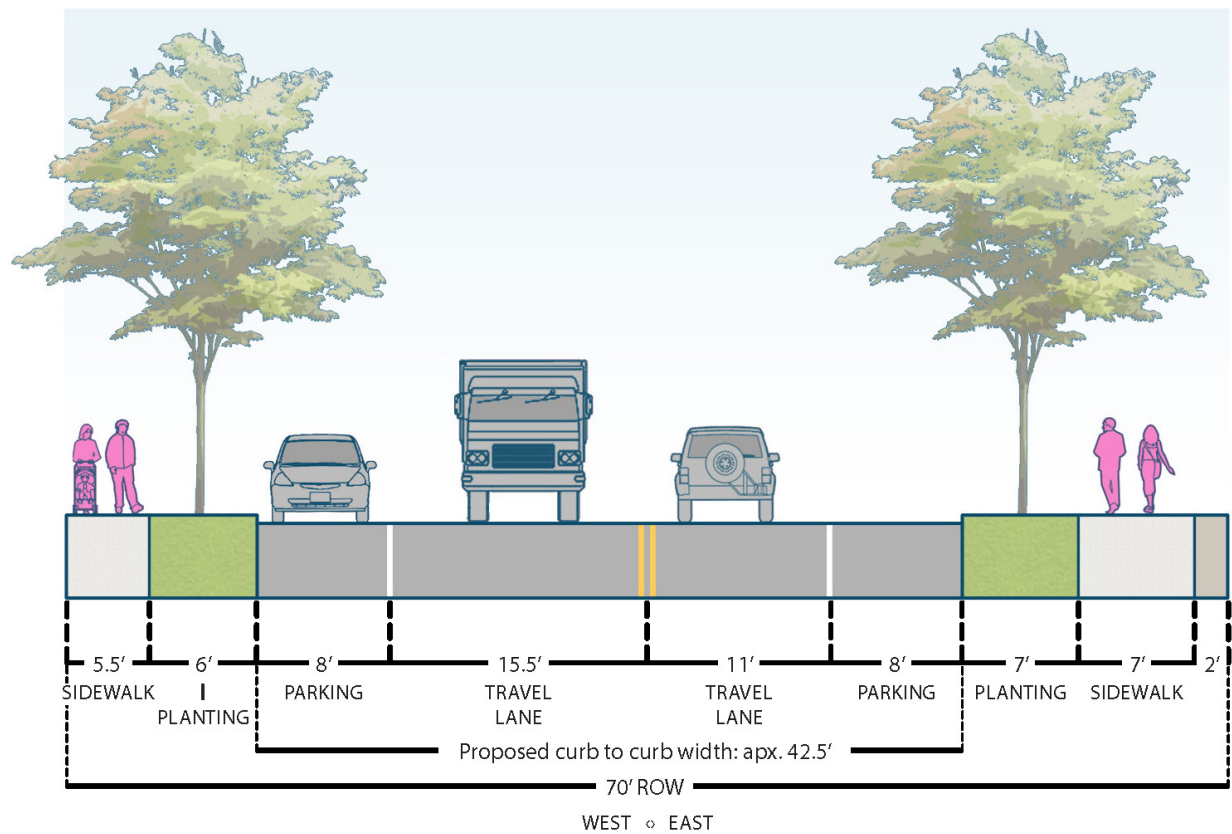 5.5′ 6′ 8′ 15.5′ 11′ 8′ 7′ 7′ 2′
SIDEWALK PARKING TRAVEL TRAVEL PARKING PLANTING SIDEWALK
PLANTING LANE LANE
Proposed curb to curb width: apx. 42.5′
70′ ROW
WEST ‹› EAST